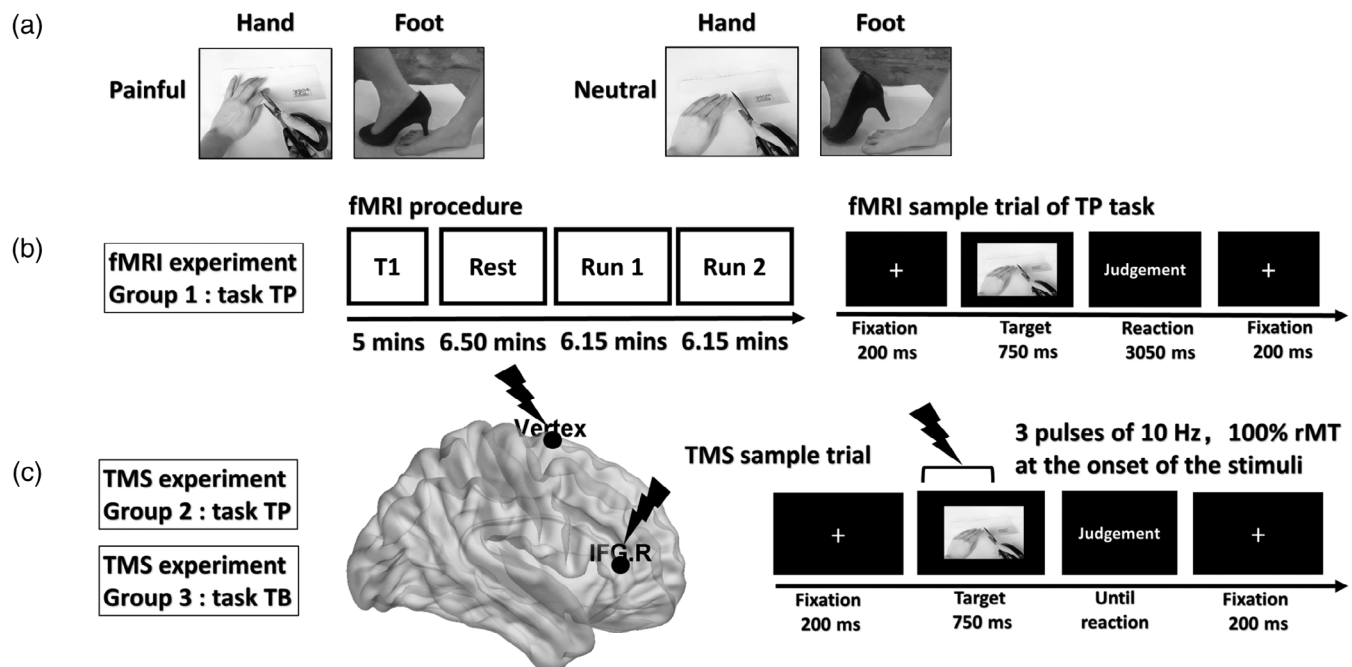 (a)
Hand Foot
Painful
Hand Foot
Neutral
(b)
fMRI experiment
Group 1 : task TP
fMRI procedure
T1 Rest Run 1 Run 2
5 mins 6.50 mins 6.15 mins 6.15 mins
fMRI sample trial of TP task
+ Judgement +
Fixation Target Reaction Fixation
200 ms 750 ms 3050 ms 200 ms
(c)
TMS experiment
Group 2 : task TP
TMS experiment
Group 3 : task TB
Vertex
IFG.R
TMS sample trial
3 pulses of 10 Hz, 100% rMT
at the onset of the stimuli
+ Judgement +
Fixation Target Until Fixation
200 ms 750 ms reaction 200 ms